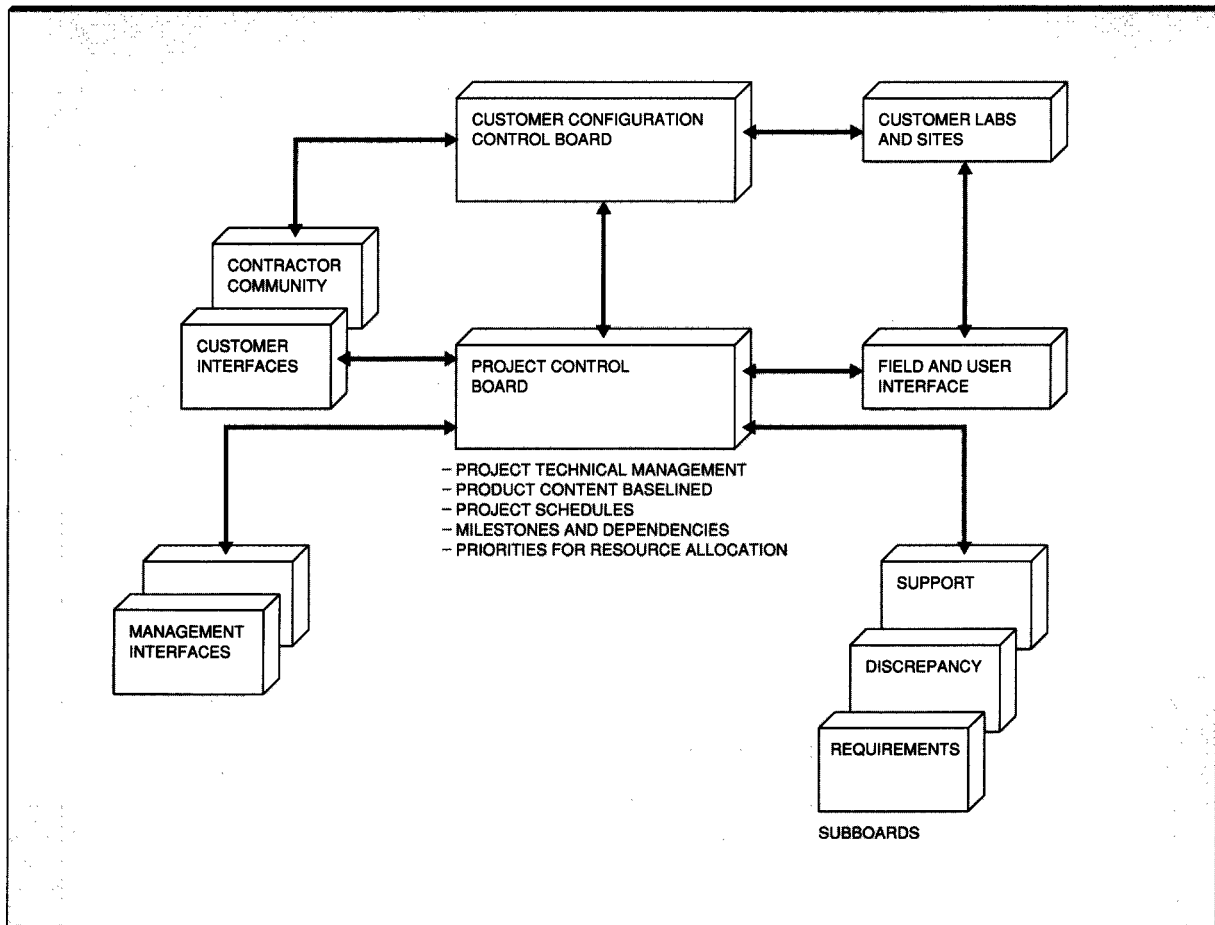 CUSTOMER CONFIGURATION
CONTROL BOARD
CUSTOMER LABS
AND SITES
CONTRACTOR
COMMUNITY
CUSTOMER
INTERFACES
PROJECT CONTROL
BOARD
FIELD AND USER
INTERFACE
– PROJECT TECHNICAL MANAGEMENT
– PRODUCT CONTENT BASELINED
– PROJECT SCHEDULES
– MILESTONES AND DEPENDENCIES
– PRIORITIES FOR RESOURCE ALLOCATION
MANAGEMENT
INTERFACES
SUPPORT
DISCREPANCY
REQUIREMENTS
SUBBOARDS